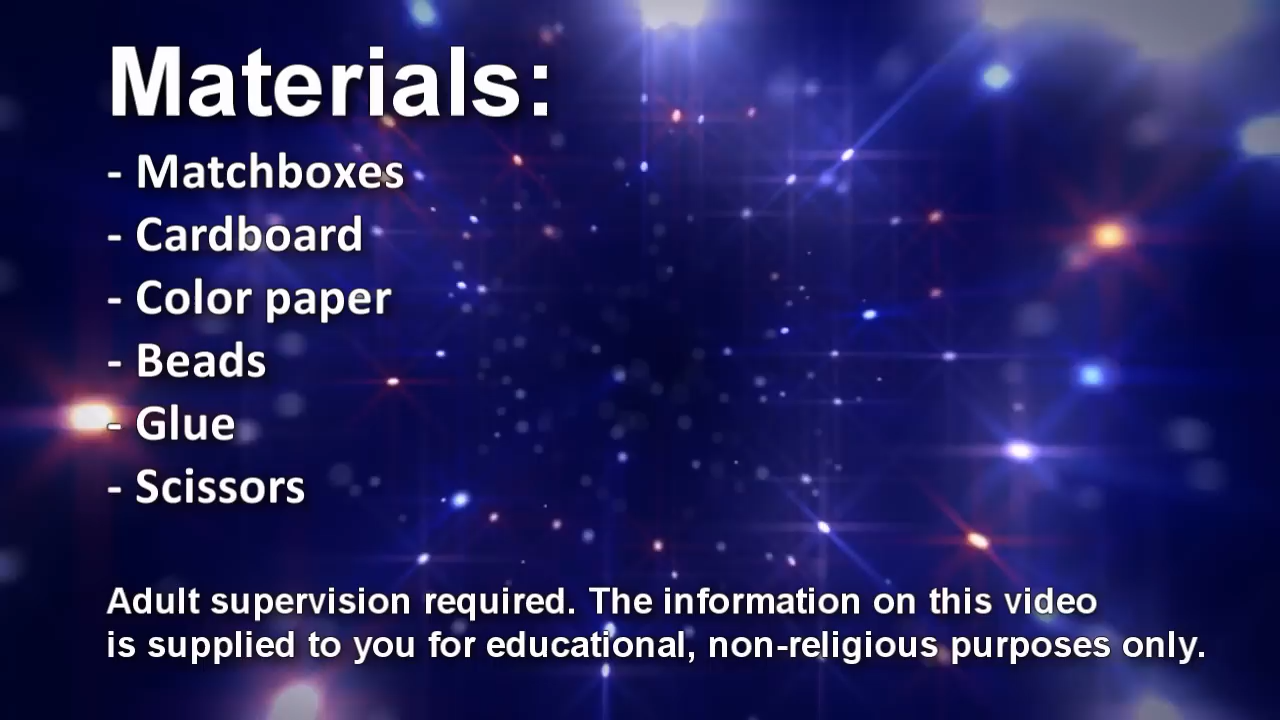 Materials:
- Matchboxes
- Cardboard
- Color paper
- Beads
- Glue
- Scissors
Adult supervision required. The information on this video
is supplied to you for educational, non-religious purposes only.